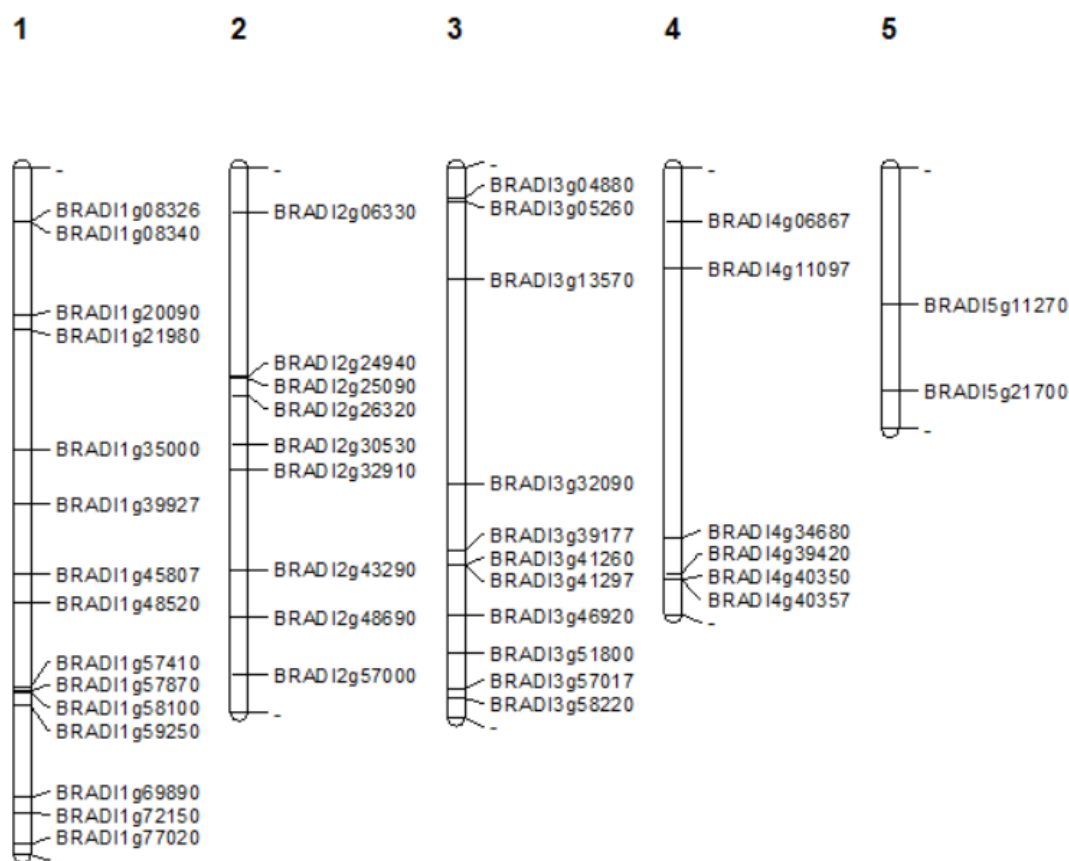 1 2 3 4 5
-
BRADI1g08326
BRADI1g08340
BRADI1g20090
BRADI1g21980
BRADI1g35000
BRADI1g39927
BRADI1g45807
BRADI1g48520
BRADI1g57410
BRADI1g57870
BRADI1g58100
BRADI1g59250
BRADI1g69890
BRADI1g72150
BRADI1g77020
-
-
BRADI2g06330
BRADI2g24940
BRADI2g25090
BRADI2g26320
BRADI2g30530
BRADI2g32910
BRADI2g43290
BRADI2g48690
BRADI2g57000
-
-
BRADI3g04880
BRADI3g05260
BRADI3g13570
BRADI3g32090
BRADI3g39177
BRADI3g41260
BRADI3g41297
BRADI3g46920
BRADI3g51800
BRADI3g57017
BRADI3g58220
-
-
BRADI4g06867
BRADI4g11097
BRADI4g34680
BRADI4g39420
BRADI4g40350
BRADI4g40357
-
-
BRADI5g11270
BRADI5g21700
-